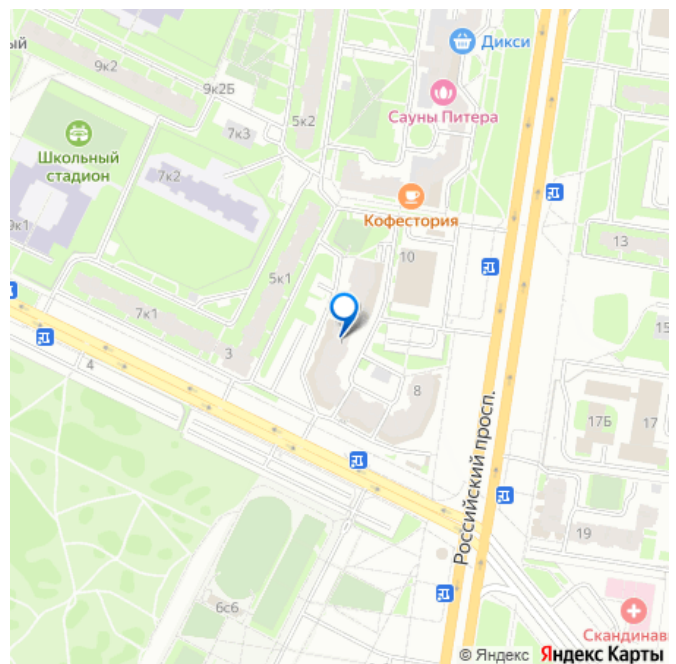 ый
9к2
Дикси
9к2Б
Сауны Питера
5к2
7к3
Школьный
стадион
7к2
Кофестория
9к1
13
10
5к1
7к1
15
3
4
8
17Б
17
Российский просп.
19
6с6
Скандинав
© Яндекс Яндекс Карты